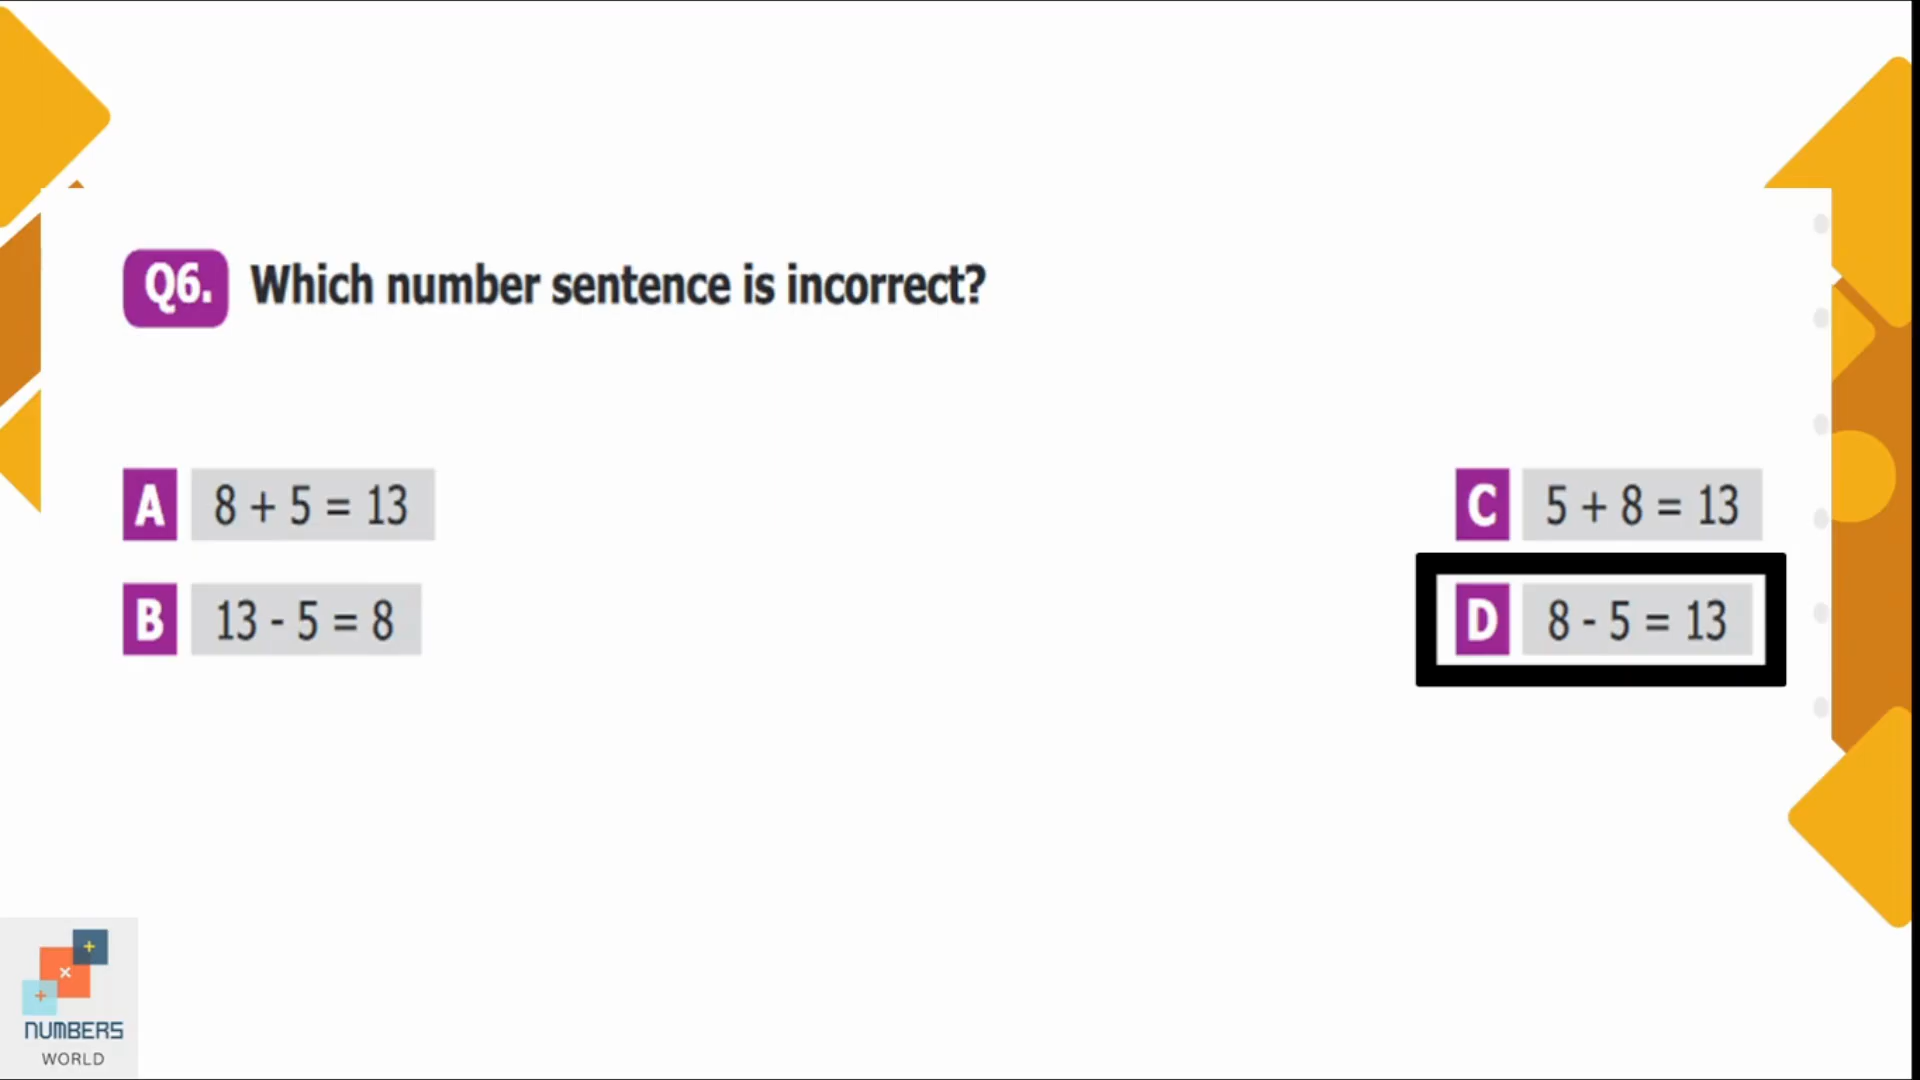 Q6. Which number sentence is incorrect?
A 8 + 5 = 13
B 13 - 5 = 8
C 5 + 8 = 13
D 8 - 5 = 13
+
×
+
NUMBERS
WORLD